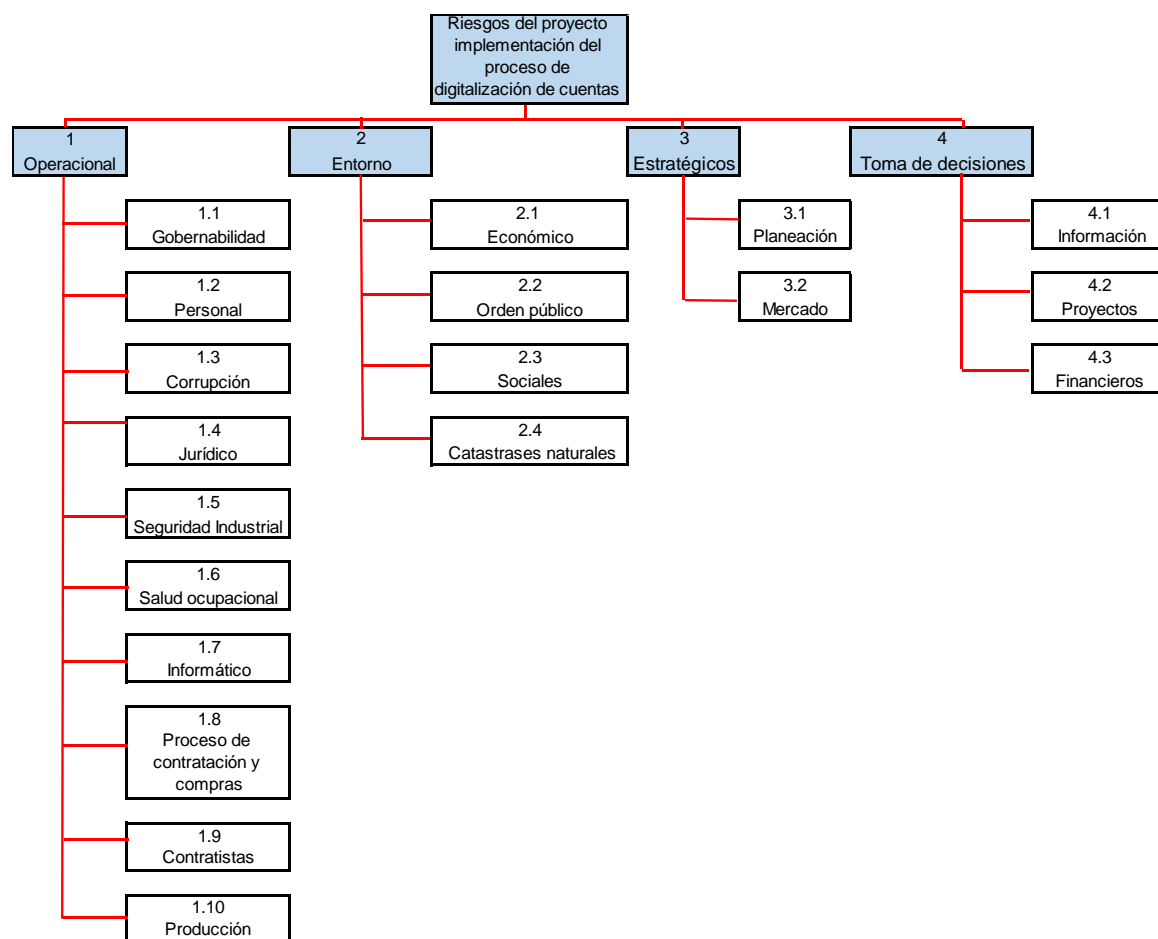 Riesgos del proyecto
implementación del
proceso de
digitalización de cuentas
1
Operacional
2
Entorno
3
Estratégicos
4
Toma de decisiones
1.1
Gobernabilidad
1.2
Personal
1.3
Corrupción
1.4
Jurídico
1.5
Seguridad Industrial
1.6
Salud ocupacional
1.7
Informático
1.8
Proceso de
contratación y
compras
1.9
Contratistas
1.10
Producción
2.1
Económico
2.2
Orden público
2.3
Sociales
2.4
Catastrases naturales
3.1
Planeación
3.2
Mercado
4.1
Información
4.2
Proyectos
4.3
Financieros